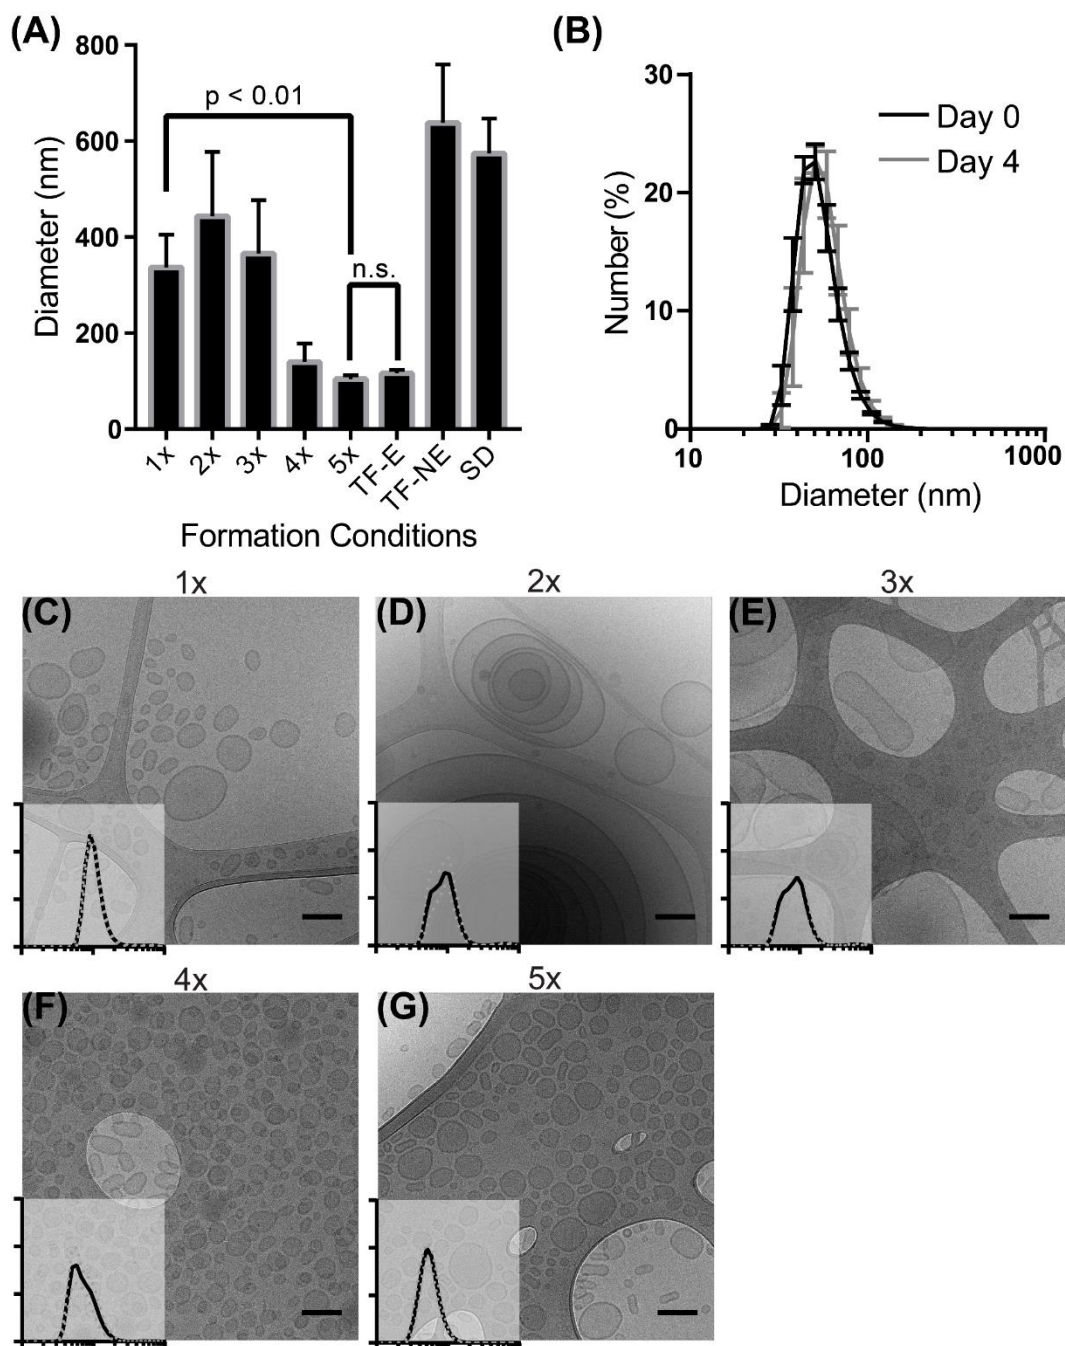 (A)
800
600
400
200
0
Diameter (nm)
p < 0.01
n.s.
1x 2x 3x 4x 5x TF-E TF-NE SD
Formation Conditions
(B)
30
20
10
0
Number (%)
Day 0
Day 4
10 100 1000
Diameter (nm)
1x 2x 3x
(C) (D) (E)
4x 5x
(F) (G)